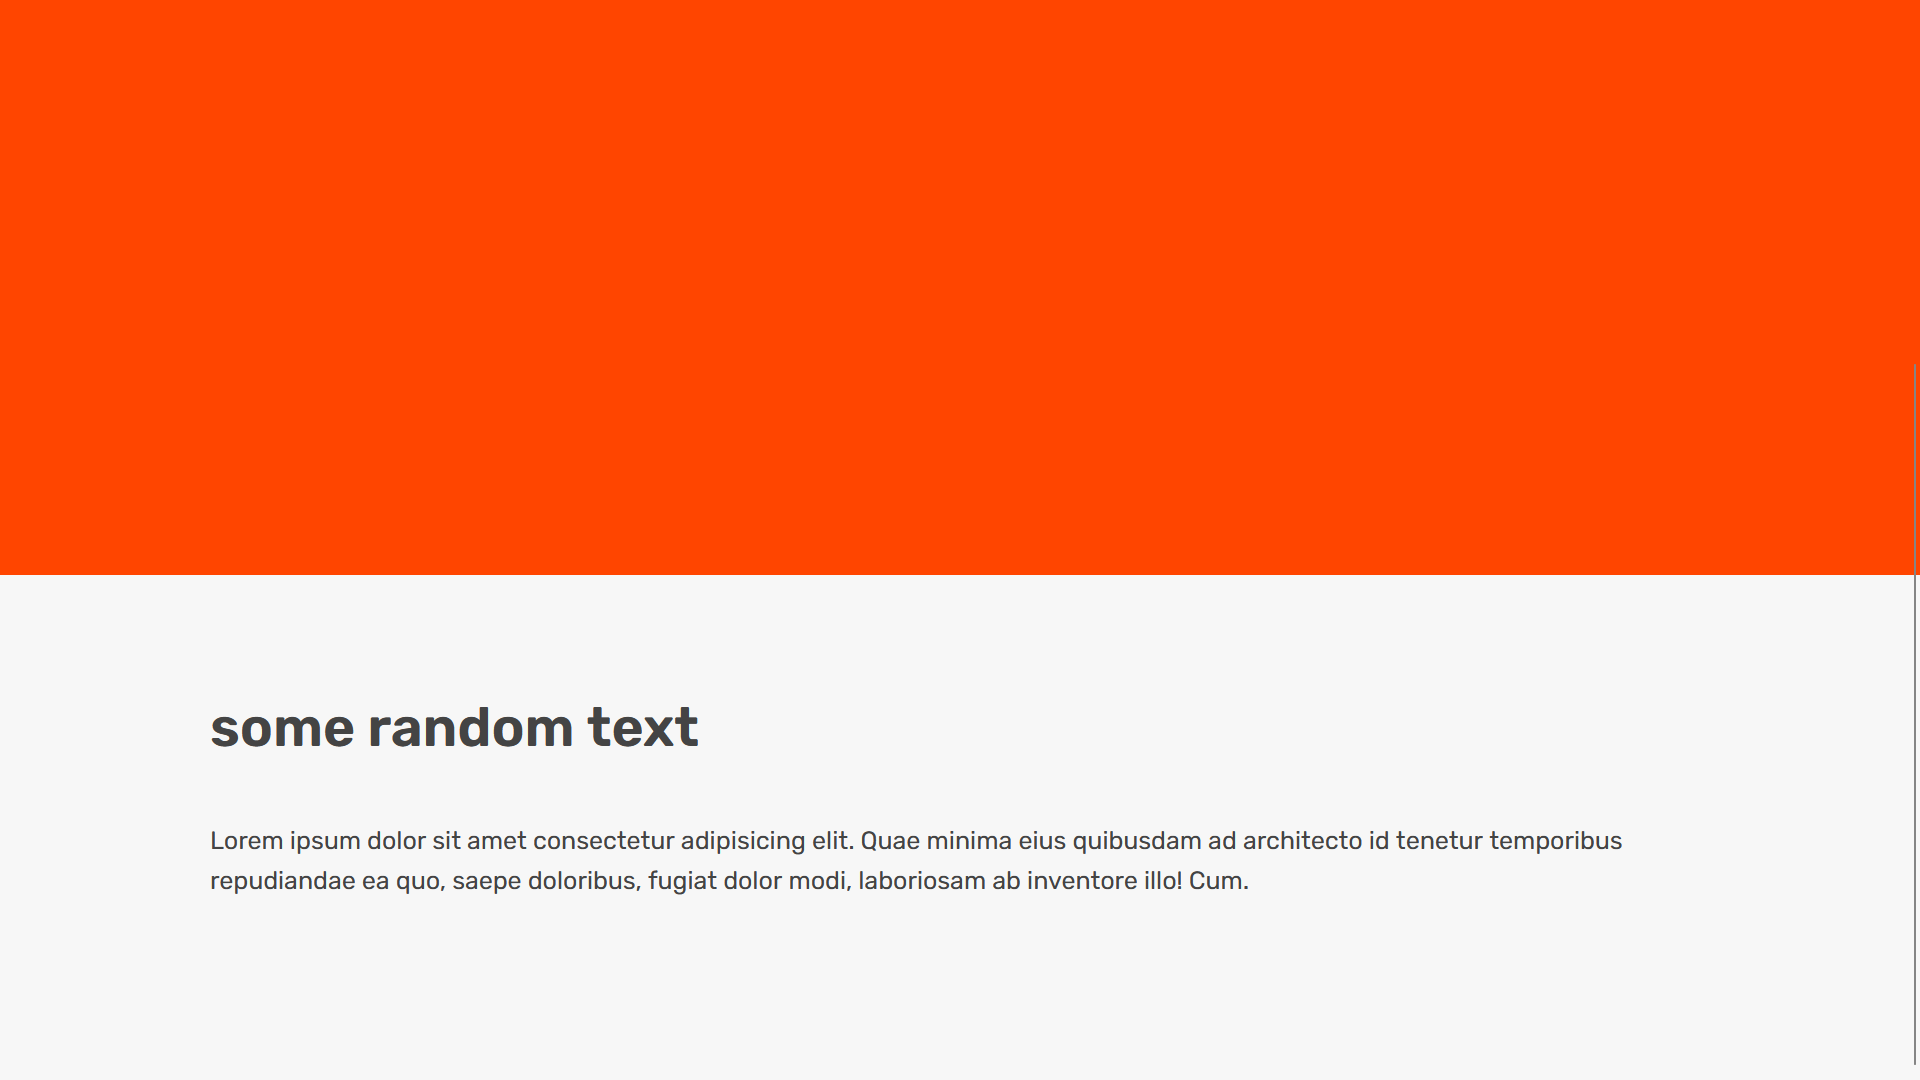 some random text
Lorem ipsum dolor sit amet consectetur adipisicing elit. Quae minima eius quibusdam ad architecto id tenetur temporibus
repudiandae ea quo, saepe doloribus, fugiat dolor modi, laboriosam ab inventore illo! Cum.